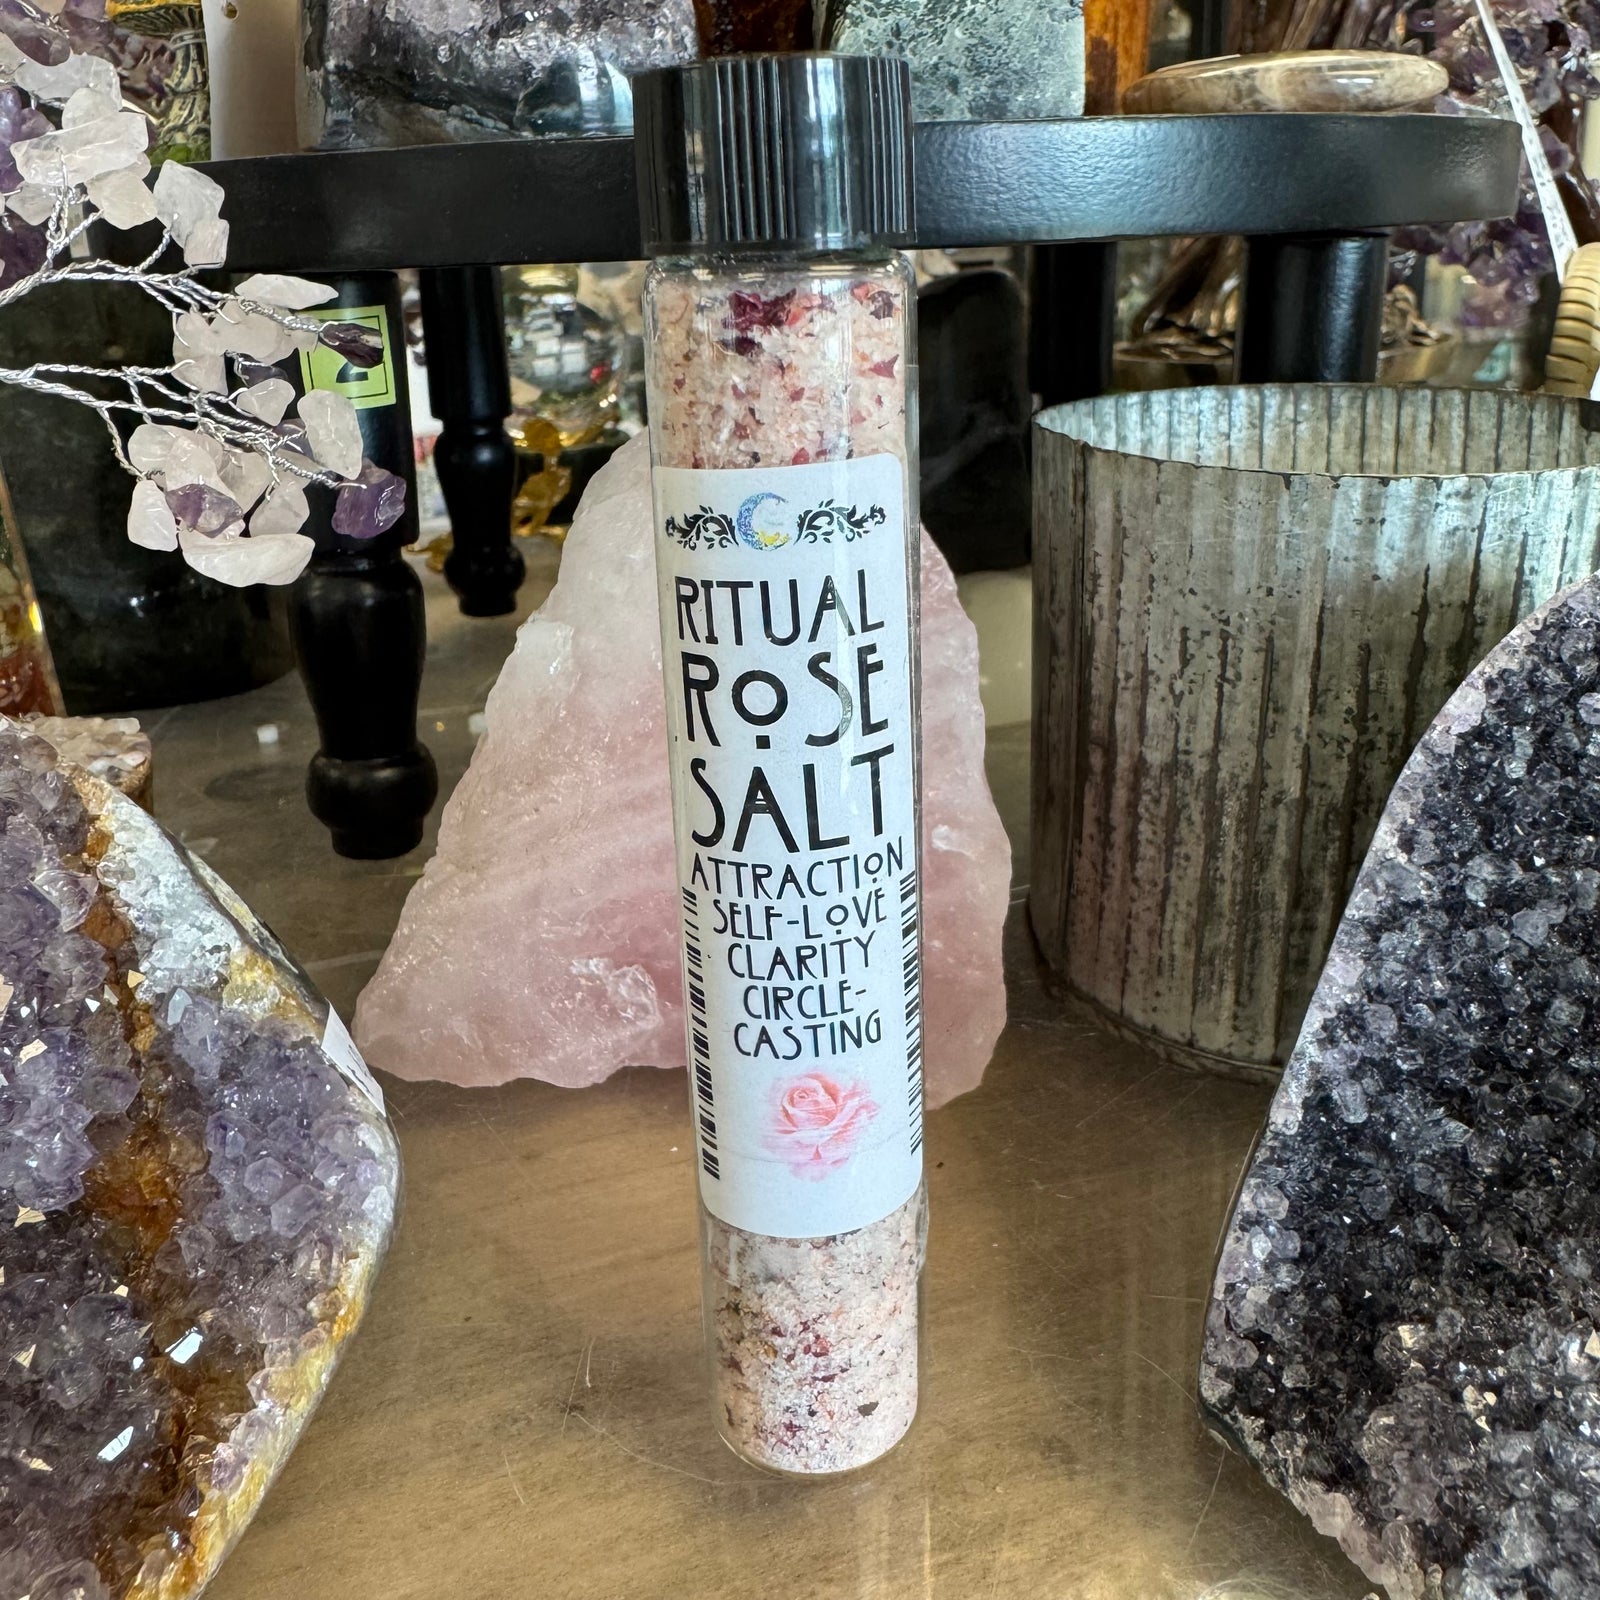 RITUAL
ROSE
SALT
ATTRACTION
SELF-LOVE
CLARITY
CIRCLE-
CASTING